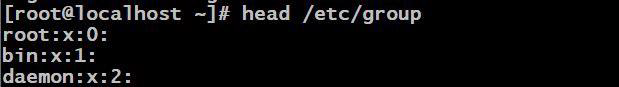 [root@localhost ~]# head /etc/group
root:x:0:
bin:x:1:
daemon:x:2: